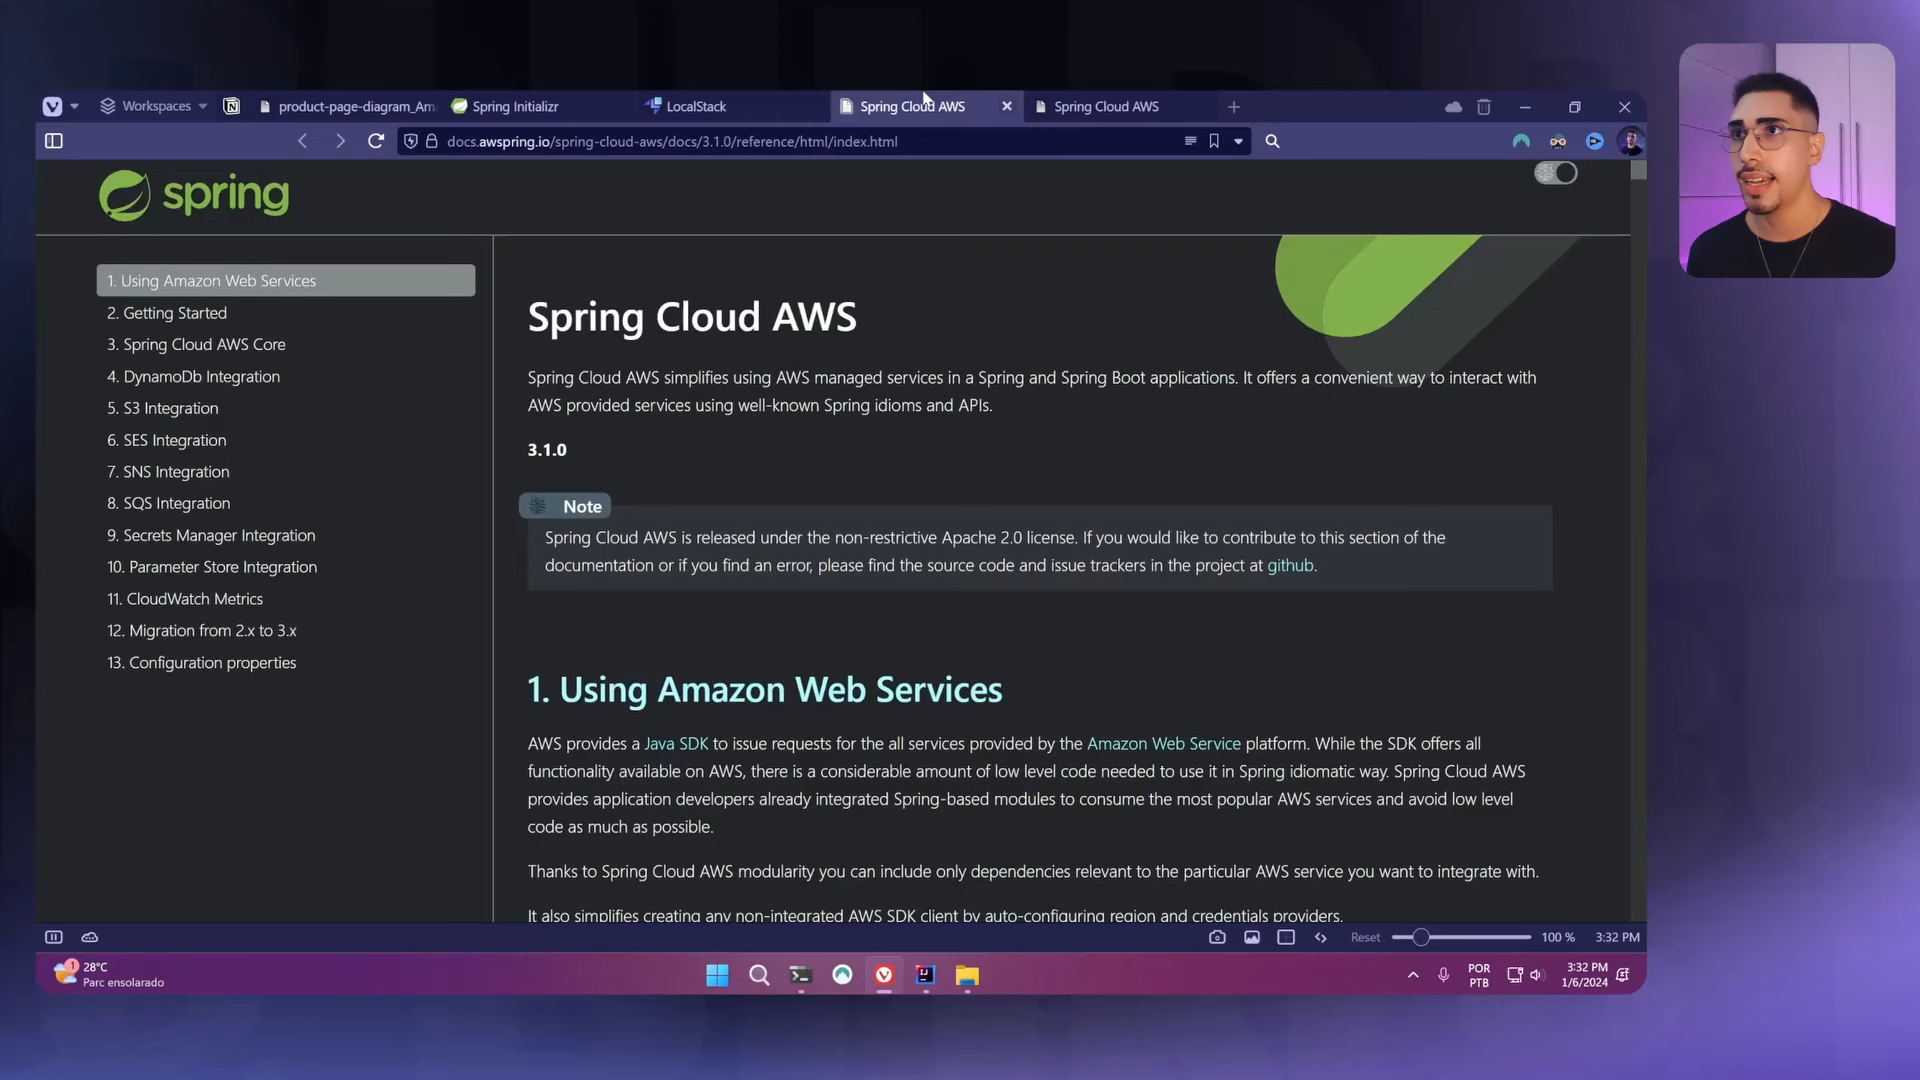 Workspaces
product-page-diagram_Am
Spring Initializr
LocalStack
Spring Cloud AWS
Spring Cloud AWS
docs.awspring.io/spring-cloud-aws/docs/3.1.0/reference/html/index.html
spring
1. Using Amazon Web Services
2. Getting Started
3. Spring Cloud AWS Core
4. DynamoDb Integration
5. S3 Integration
6. SES Integration
7. SNS Integration
8. SQS Integration
9. Secrets Manager Integration
10. Parameter Store Integration
11. CloudWatch Metrics
12. Migration from 2.x to 3.x
13. Configuration properties
Spring Cloud AWS
Spring Cloud AWS simplifies using AWS managed services in a Spring and Spring Boot applications. It offers a convenient way to interact with
AWS provided services using well-known Spring idioms and APIs.
3.1.0
Note
Spring Cloud AWS is released under the non-restrictive Apache 2.0 license. If you would like to contribute to this section of the
documentation or if you find an error, please find the source code and issue trackers in the project at github.
1. Using Amazon Web Services
AWS provides a Java SDK to issue requests for the all services provided by the Amazon Web Service platform. While the SDK offers all
functionality available on AWS, there is a considerable amount of low level code needed to use it in Spring idiomatic way. Spring Cloud AWS
provides application developers already integrated Spring-based modules to consume the most popular AWS services and avoid low level
code as much as possible.
Thanks to Spring Cloud AWS modularity you can include only dependencies relevant to the particular AWS service you want to integrate with.
It also simplifies creating any non-integrated AWS SDK client by auto-configuring region and credentials providers.
Reset
100 %
3:32 PM
1
28°C
Parc ensolarado
POR
PTB
3:32 PM
1/6/2024